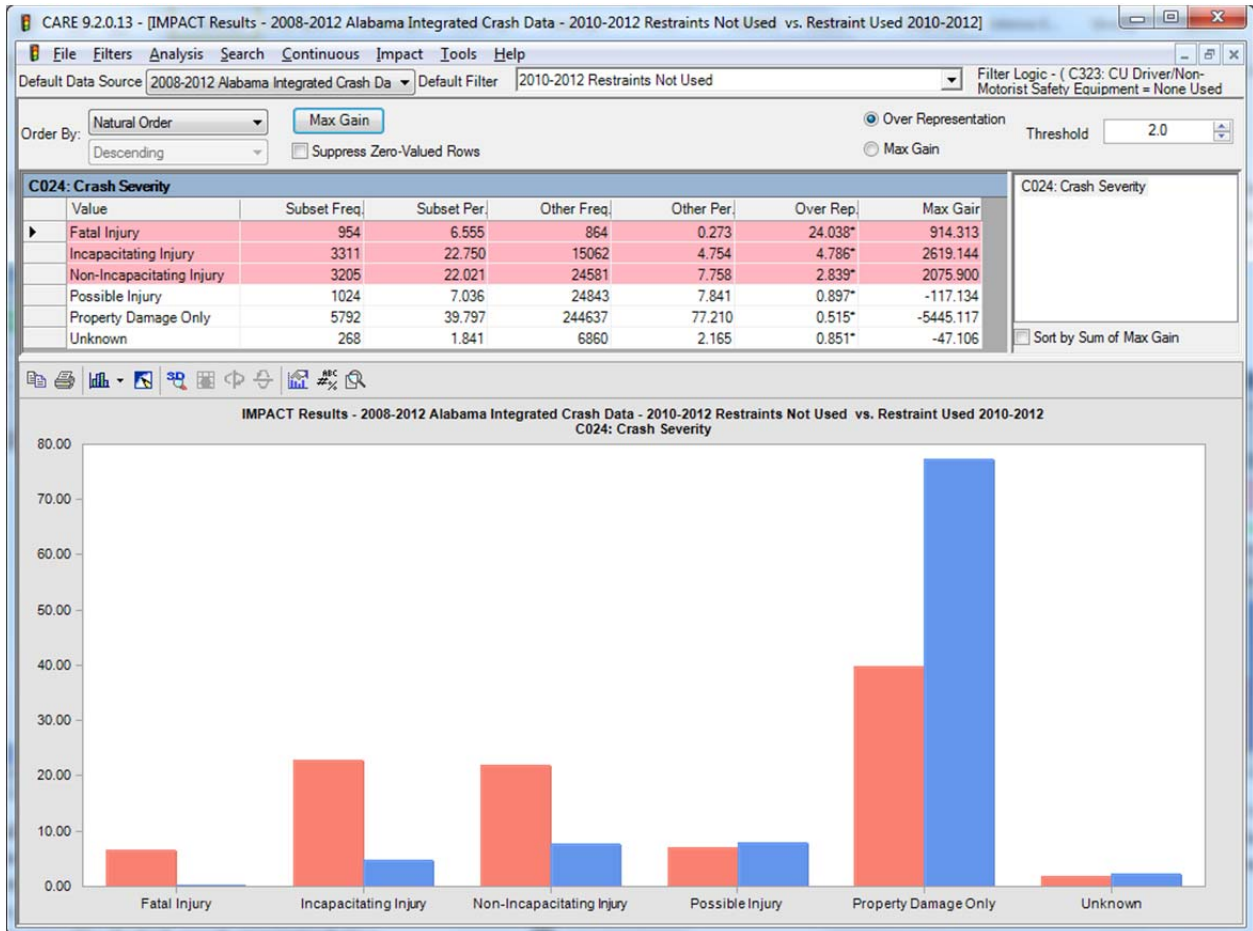 CARE 9.2.0.13 - [IMPACT Results - 2008-2012 Alabama Integrated Crash Data - 2010-2012 Restraints Not Used vs. Restraint Used 2010-2012]
File Filters Analysis Search Continuous Impact Tools Help
Default Data Source 2008-2012 Alabama Integrated Crash Da Default Filter 2010-2012 Restraints Not Used Filter Logic - ( C323: CU Driver/Non-
Motorist Safety Equipment = None Used
Order By: Natural Order Max Gain Over Representation Threshold 2.0
Descending Suppress Zero-Valued Rows Max Gain
C024: Crash Severity C024: Crash Severity
Value Subset Freq. Subset Per. Other Freq. Other Per. Over Rep. Max Gair
Fatal Injury 954 6.555 864 0.273 24.038* 914.313
Incapacitating Injury 3311 22.750 15062 4.754 4.786* 2619.144
Non-Incapacitating Injury 3205 22.021 24581 7.758 2.839* 2075.900
Possible Injury 1024 7.036 24843 7.841 0.897* -117.134
Property Damage Only 5792 39.797 244637 77.210 0.515* -5445.117
Unknown 268 1.841 6860 2.165 0.851* -47.106
Sort by Sum of Max Gain
3D ABC #%
IMPACT Results - 2008-2012 Alabama Integrated Crash Data - 2010-2012 Restraints Not Used vs. Restraint Used 2010-2012
C024: Crash Severity
80.00
70.00
60.00
50.00
40.00
30.00
20.00
10.00
0.00
Fatal Injury Incapacitating Injury Non-Incapacitating Injury Possible Injury Property Damage Only Unknown